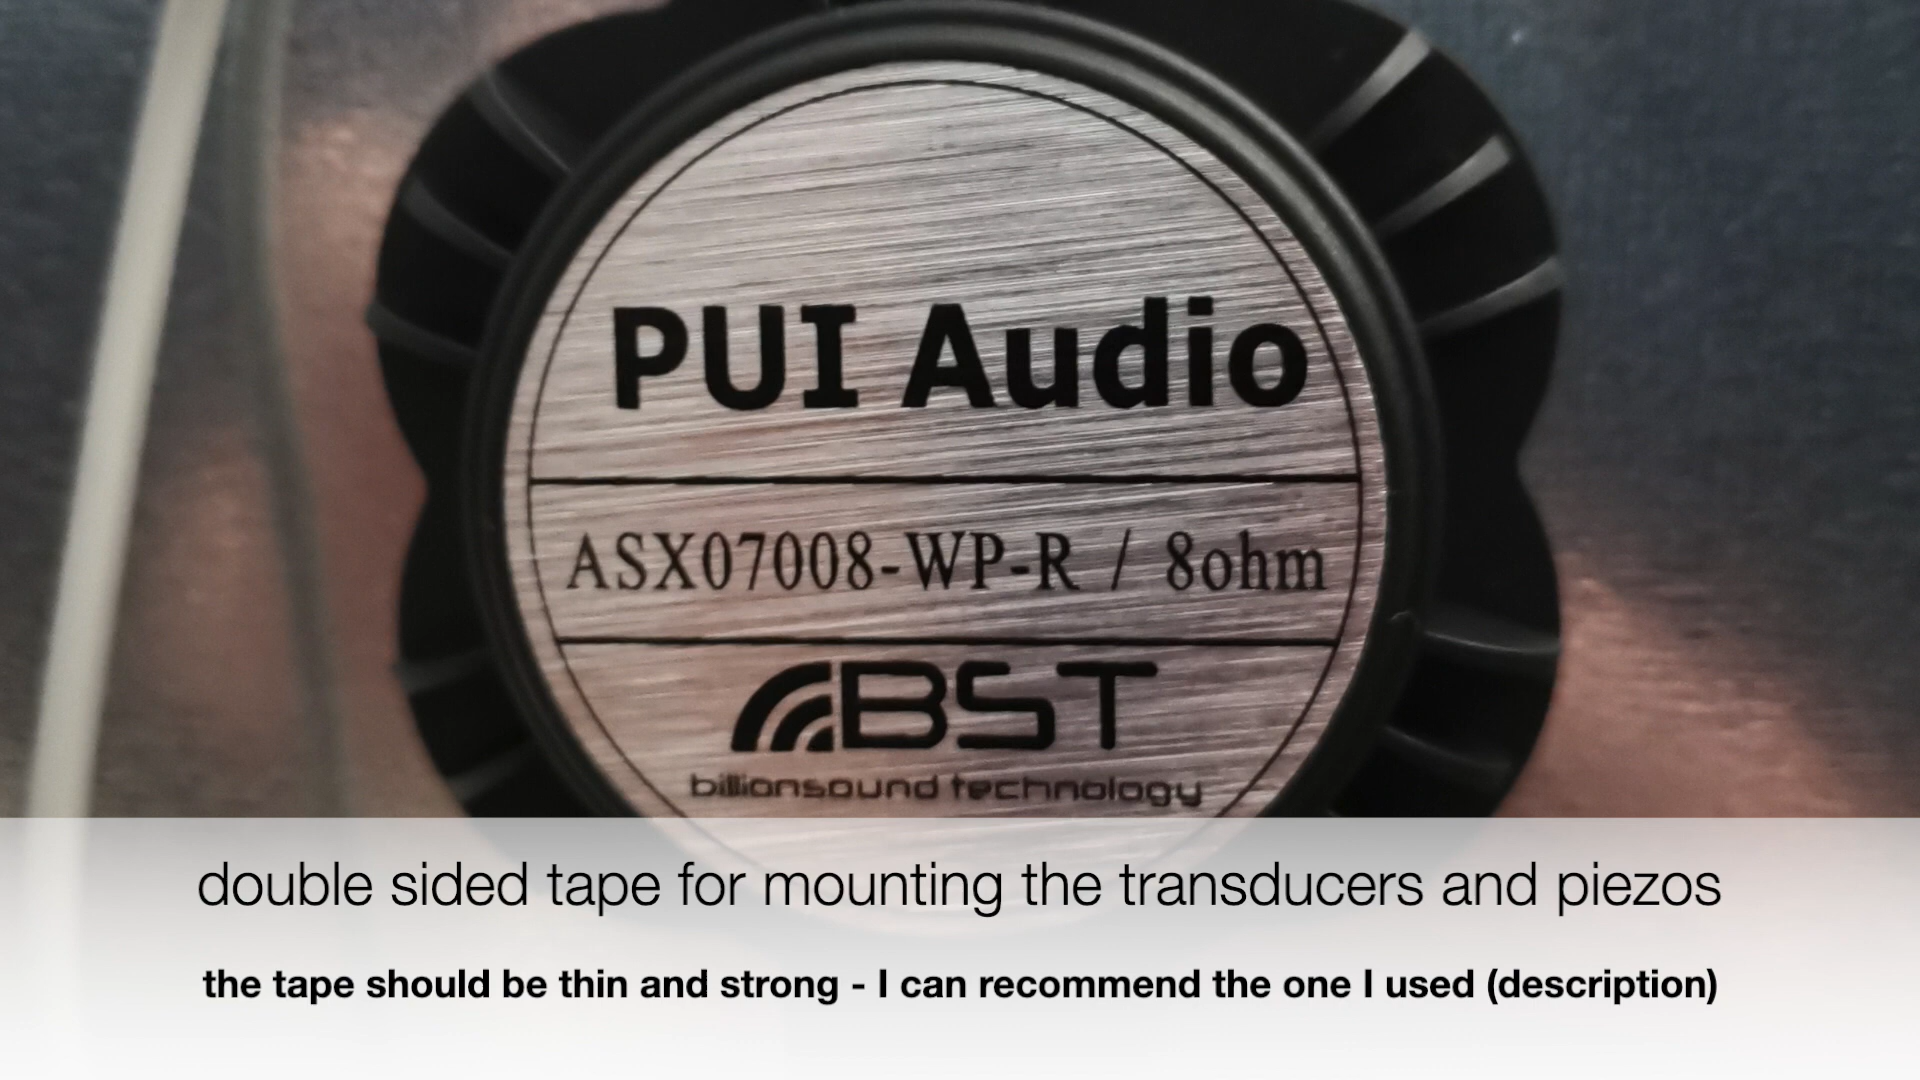 PUI Audio
ASX07008-WP-R / 8ohm
BST
billionsound technology
double sided tape for mounting the transducers and piezos
the tape should be thin and strong - I can recommend the one I used (description)